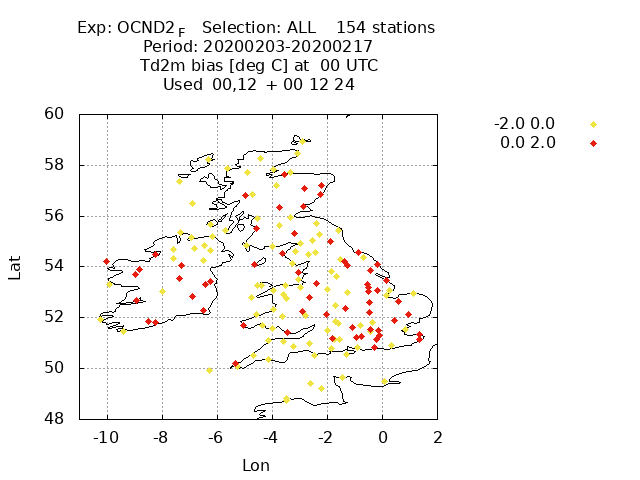 Exp: OCND2F   Selection: ALL    154 stations
Period: 20200203-20200217
Td2m bias [deg C] at  00 UTC
Used  00,12  + 00 12 24
-2.0 0.0
0.0 2.0
60
58
56
54
52
50
48
Lat
-10 -8 -6 -4 -2 0 2
Lon